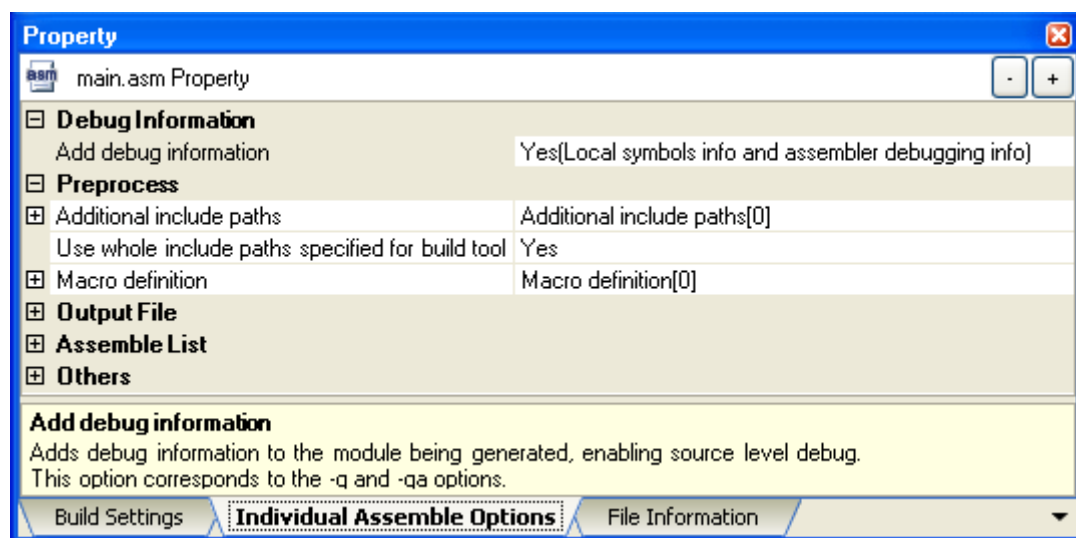 Property
asm main.asm Property - +
Debug Information
Add debug information Yes(Local symbols info and assembler debugging info)
Preprocess
Additional include paths Additional include paths[0]
Use whole include paths specified for build tool Yes
Macro definition Macro definition[0]
Output File
Assemble List
Others
Add debug information
Adds debug information to the module being generated, enabling source level debug.
This option corresponds to the -g and -ga options.
Build Settings Individual Assemble Options File Information